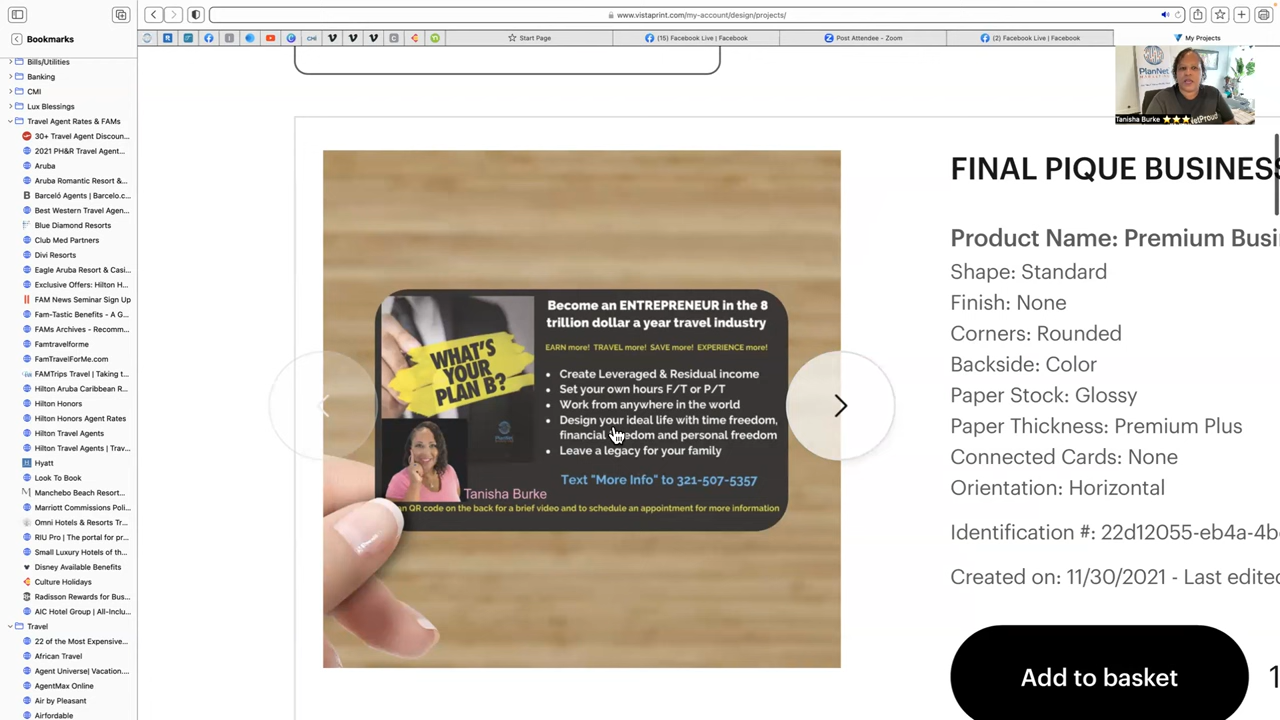 www.vistaprint.com/my-account/design/projects/
Bookmarks
Start Page
(15) Facebook Live | Facebook
Post Attendee - Zoom
(2) Facebook Live | Facebook
My Projects
Bills/Utilities
Banking
CMI
Lux Blessings
Travel Agent Rates & FAMs
30+ Travel Agent Discoun...
2021 PH&R Travel Agent...
Aruba
Aruba Romantic Resort &...
Barceló Agents | Barcelo.c...
Best Western Travel Agen...
Blue Diamond Resorts
Club Med Partners
Divi Resorts
Eagle Aruba Resort & Casi...
Exclusive Offers: Hilton H...
FAM News Seminar Sign Up
Fam-Tastic Benefits - A G...
FAMs Archives - Recomm...
Famtravelforme
FamTravelForMe.com
FAMTrips Travel | Taking t...
Hilton Aruba Caribbean R...
Hilton Honors
Hilton Honors Agent Rates
Hilton Travel Agents
Hilton Travel Agents | Trav...
Hyatt
Look To Book
Manchebo Beach Resort...
Marriott Commissions Poli...
Omni Hotels & Resorts Tr...
RIU Pro | The portal for pr...
Small Luxury Hotels of th...
Disney Available Benefits
Culture Holidays
Radisson Rewards for Bus...
AIC Hotel Group | All-Inclu...
Travel
22 of the Most Expensive...
African Travel
Agent Universe| Vacation...
AgentMax Online
Air by Pleasant
Airfordable
PlanNet
Tanisha Burke ⭐⭐⭐
netProud
WHAT'S
YOUR
PLAN B?
PlanNet
Tanisha Burke
Become an ENTREPRENEUR in the 8
trillion dollar a year travel industry
EARN more! TRAVEL more! SAVE more! EXPERIENCE more!
• Create Leveraged & Residual income
• Set your own hours F/T or P/T
• Work from anywhere in the world
• Design your ideal life with time freedom,
financial freedom and personal freedom
• Leave a legacy for your family
Text "More Info" to 321-507-5357
QR code on the back for a brief video and to schedule an appointment for more information
FINAL PIQUE BUSINESS
Product Name: Premium Busi
Shape: Standard
Finish: None
Corners: Rounded
Backside: Color
Paper Stock: Glossy
Paper Thickness: Premium Plus
Connected Cards: None
Orientation: Horizontal
Identification #: 22d12055-eb4a-4b
Created on: 11/30/2021 - Last edite
Add to basket
1